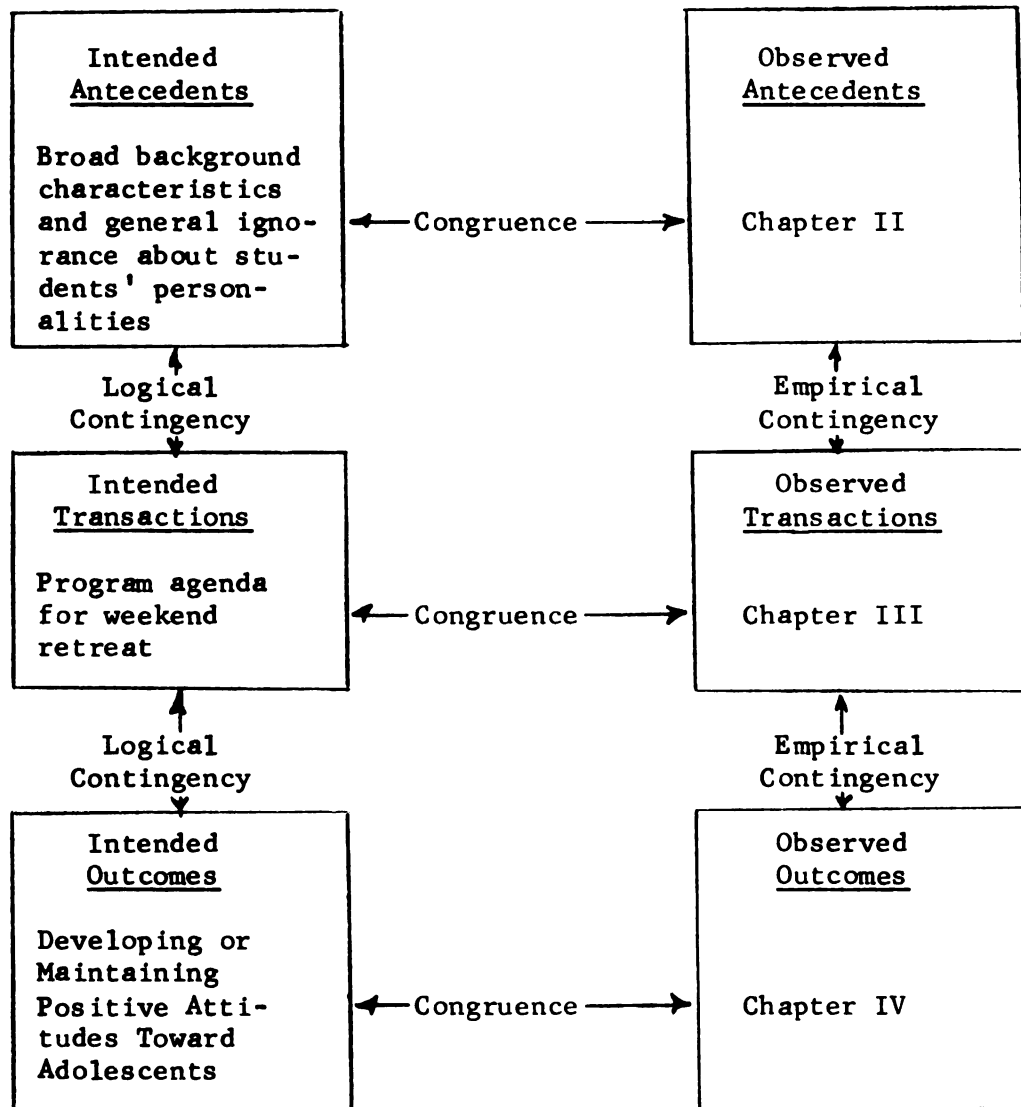 Intended
Antecedents
Broad background
characteristics
and general igno-
rance about stu-
dents' person-
alities
Congruence
Observed
Antecedents
Chapter II
Logical
Contingency
Empirical
Contingency
Intended
Transactions
Program agenda
for weekend
retreat
Congruence
Observed
Transactions
Chapter III
Logical
Contingency
Empirical
Contingency
Intended
Outcomes
Developing or
Maintaining
Positive Atti-
tudes Toward
Adolescents
Congruence
Observed
Outcomes
Chapter IV